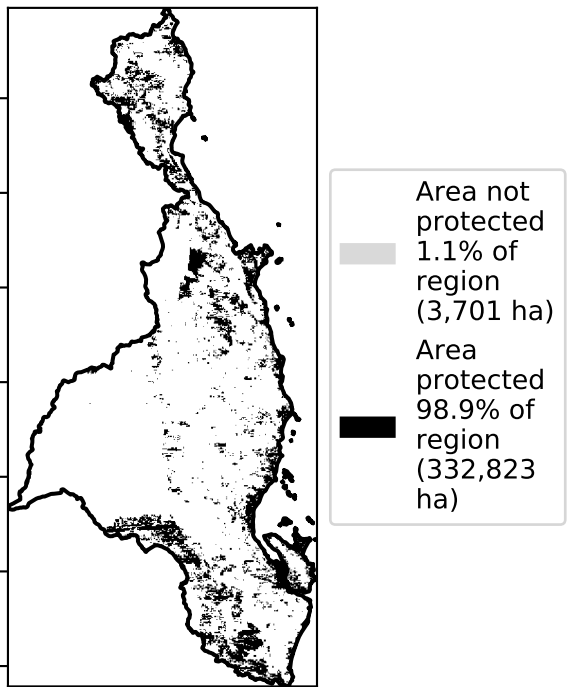 Area not
protected
1.1% of
region
(3,701 ha)
Area
protected
98.9% of
region
(332,823
ha)